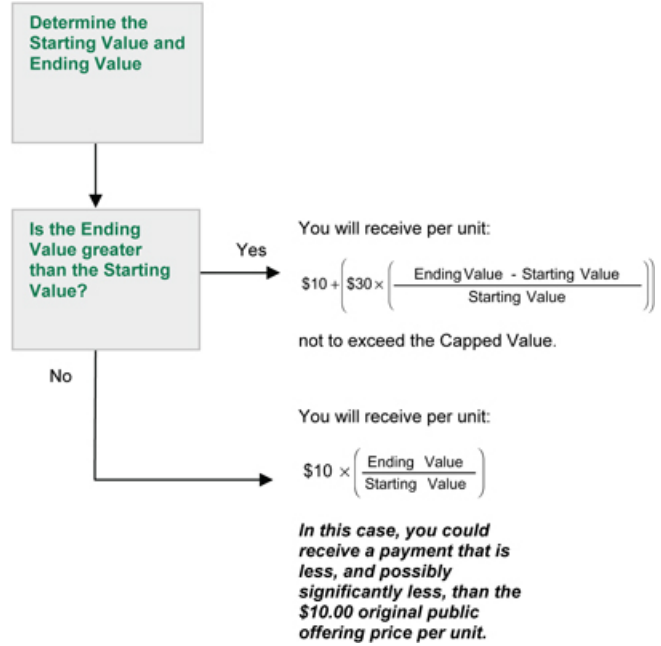 Determine the
Starting Value and
Ending Value
Is the Ending
Value greater
than the Starting
Value?
Yes
You will receive per unit:
$10 + ( $30 × ( Ending Value - Starting Value
Starting Value ) )
not to exceed the Capped Value.
No
You will receive per unit:
$10 × ( Ending Value
Starting Value )
In this case, you could
receive a payment that is
less, and possibly
significantly less, than the
$10.00 original public
offering price per unit.